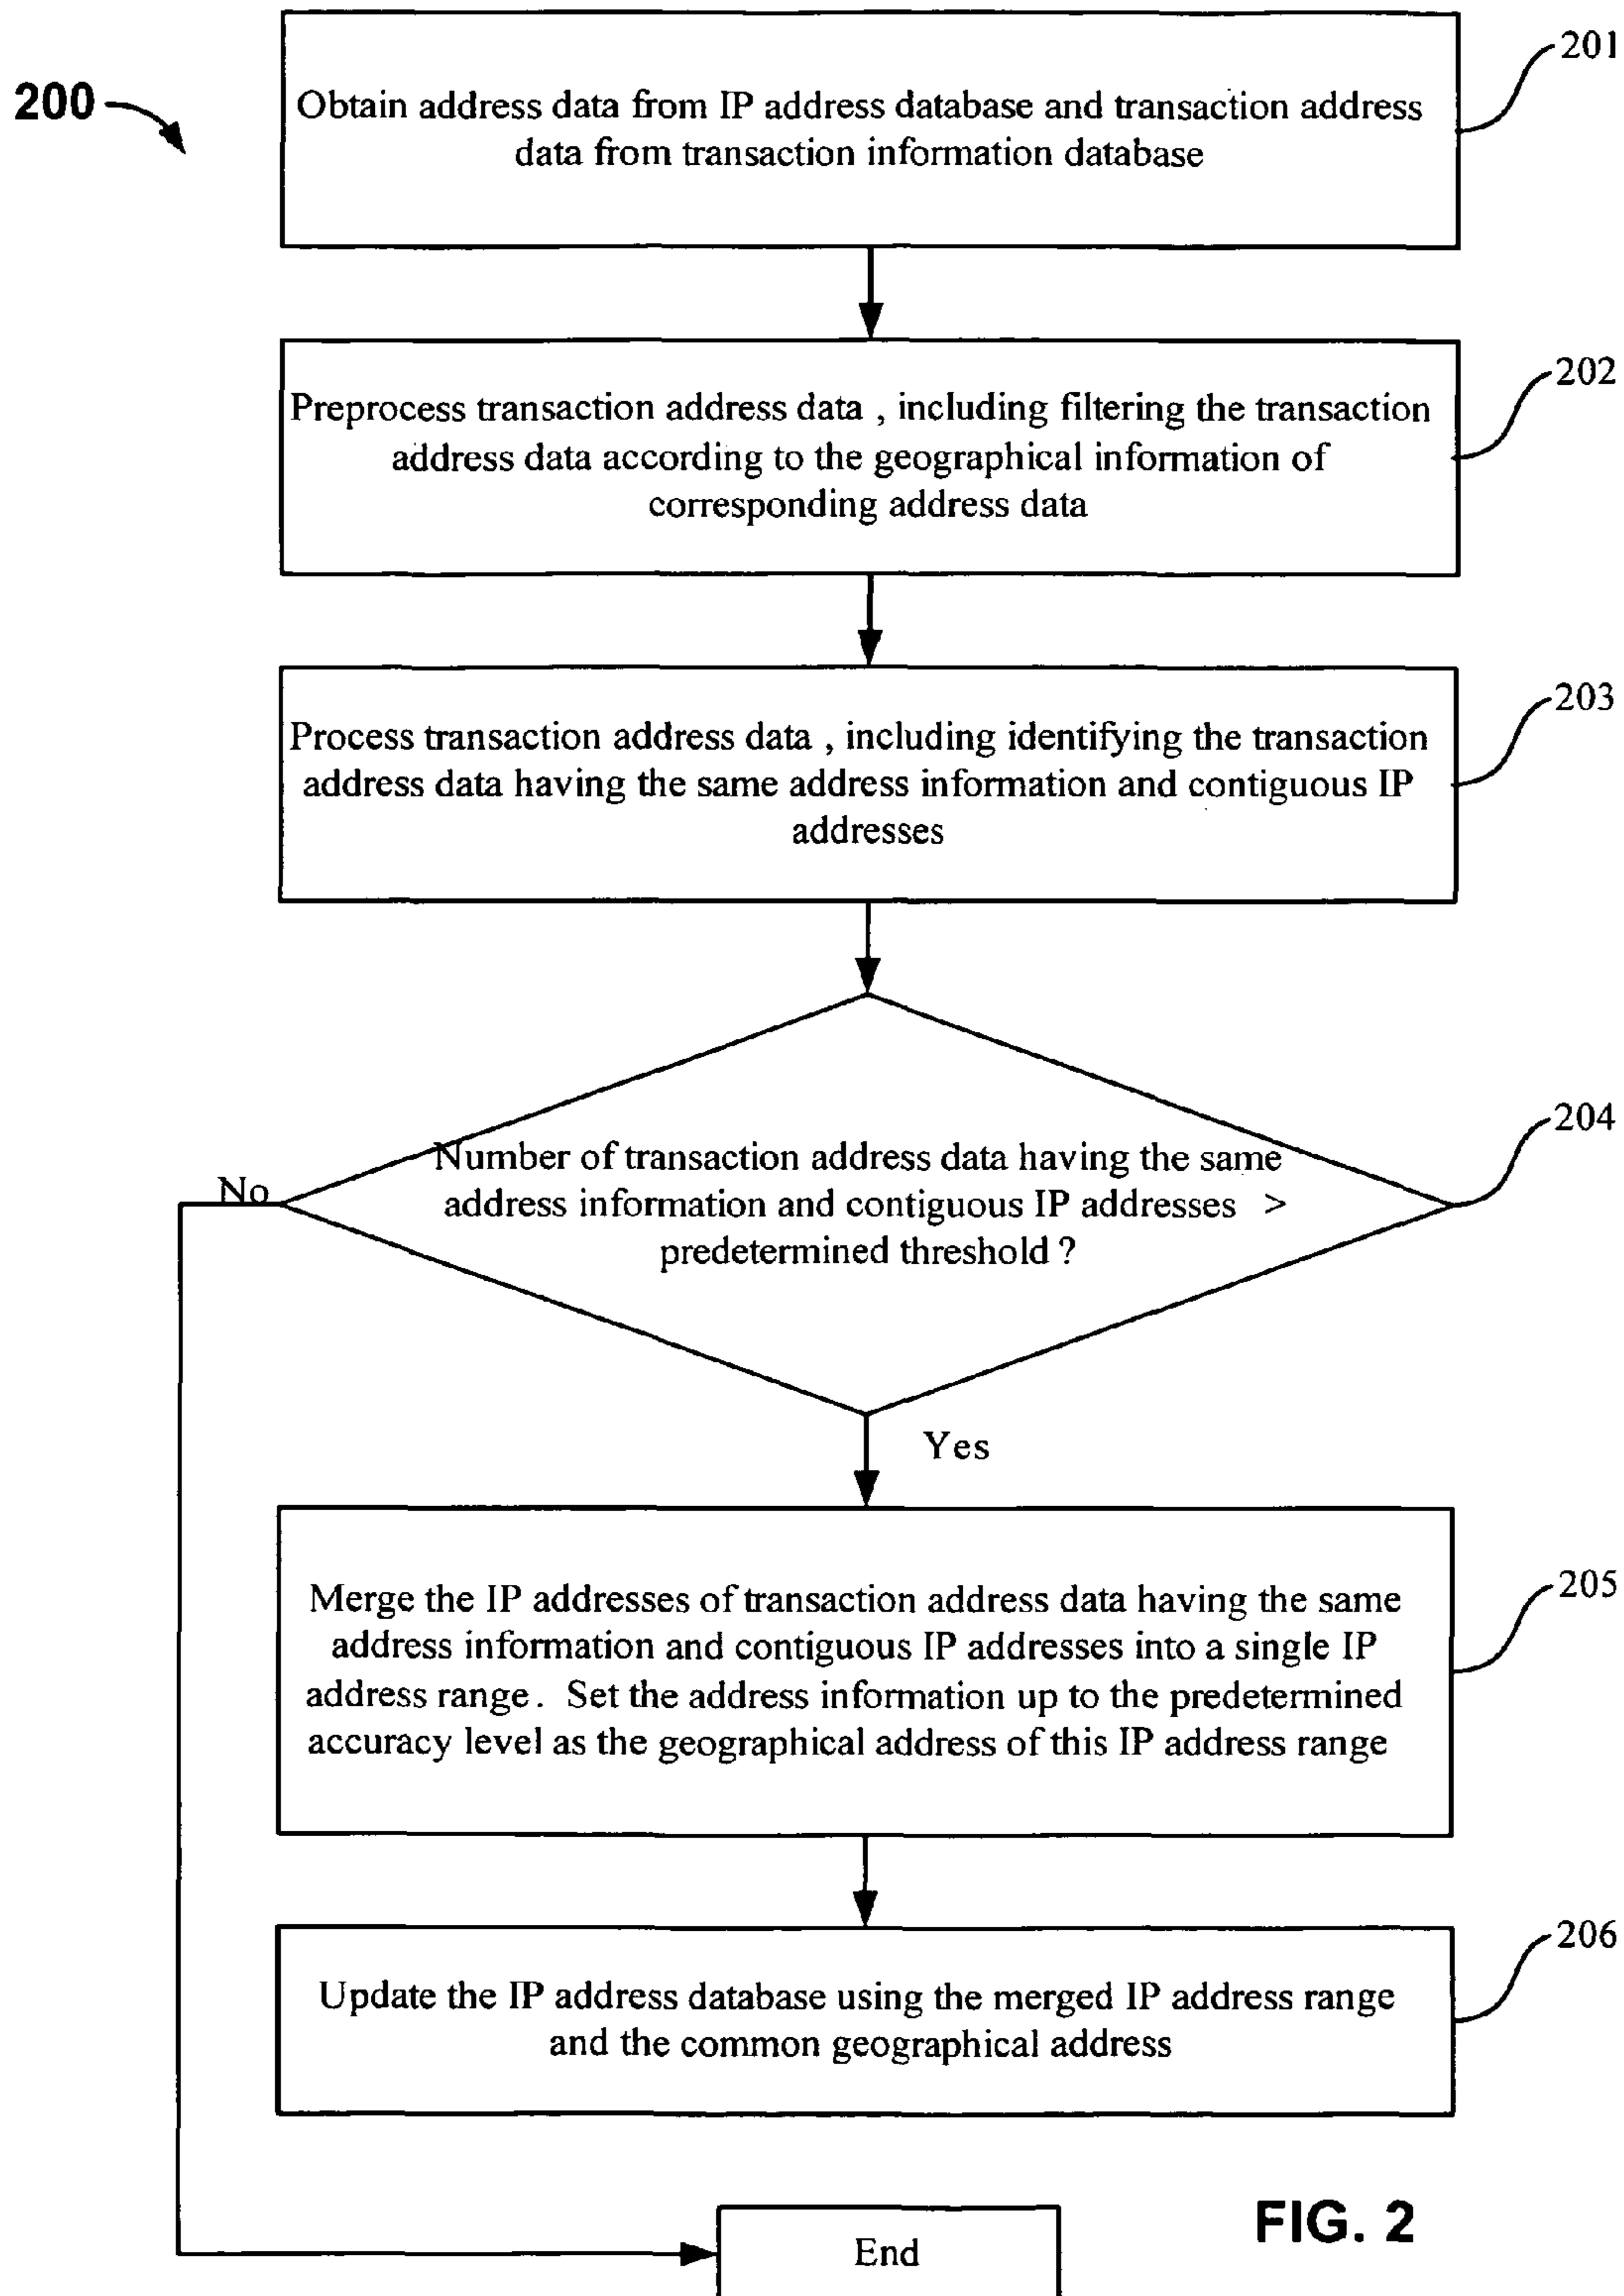 200
201
Obtain address data from IP address database and transaction address
data from transaction information database
202
Preprocess transaction address data , including filtering the transaction
address data according to the geographical information of
corresponding address data
203
Process transaction address data , including identifying the transaction
address data having the same address information and contiguous IP
addresses
204
Number of transaction address data having the same
address information and contiguous IP addresses >
predetermined threshold ?
No
Yes
205
Merge the IP addresses of transaction address data having the same
address information and contiguous IP addresses into a single IP
address range . Set the address information up to the predetermined
accuracy level as the geographical address of this IP address range
206
Update the IP address database using the merged IP address range
and the common geographical address
FIG. 2
End